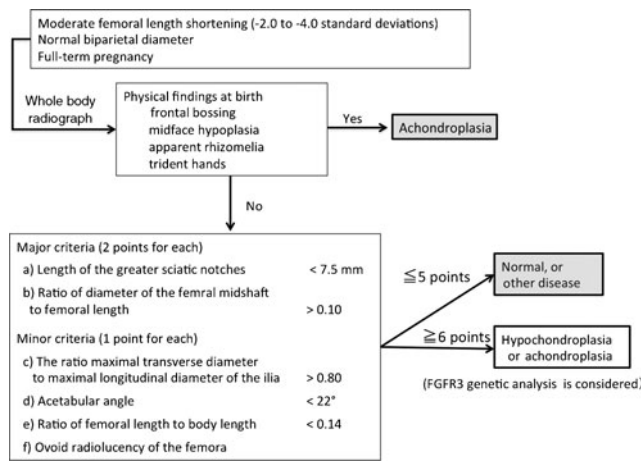 Moderate femoral length shortening (-2.0 to -4.0 standard deviations)
Normal biparietal diameter
Full-term pregnancy
Whole body
radiograph
Physical findings at birth
frontal bossing
midface hypoplasia
apparent rhizomelia
trident hands
Yes
Achondroplasia
No
Major criteria (2 points for each)
a) Length of the greater sciatic notches < 7.5 mm
b) Ratio of diameter of the femral midshaft
to femoral length > 0.10
Minor criteria (1 point for each)
c) The ratio maximal transverse diameter
to maximal longitudinal diameter of the ilia > 0.80
d) Acetabular angle < 22°
e) Ratio of femoral length to body length < 0.14
f) Ovoid radiolucency of the femora
≦5 points
Normal, or
other disease
≧6 points
Hypochondroplasia
or achondroplasia
(FGFR3 genetic analysis is considered)